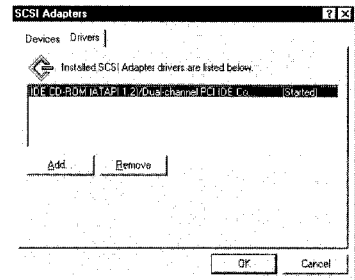 SCSI Adapters
Devices Drivers
Installed SCSI Adapter drivers are listed below.
IDE CD-ROM (ATAPI 1.2)/Dual-channel PCI IDE Co... (Started)
Add... Remove
OK Cancel